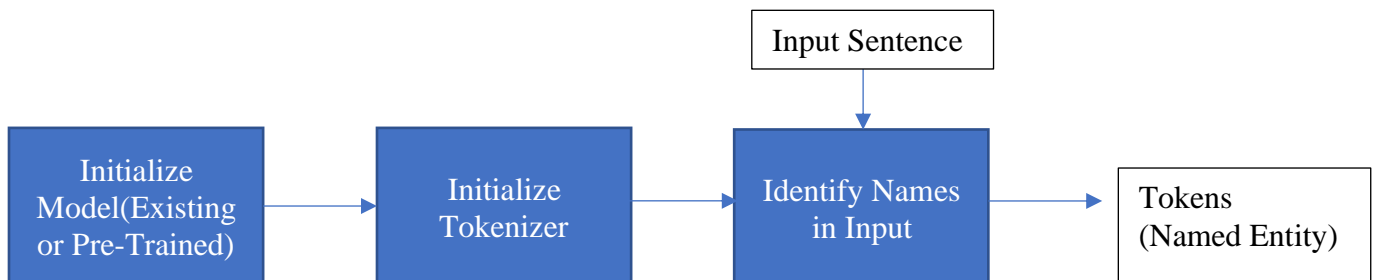 Input Sentence
Initialize
Model(Existing
or Pre-Trained)
Initialize
Tokenizer
Identify Names
in Input
Tokens
(Named Entity)